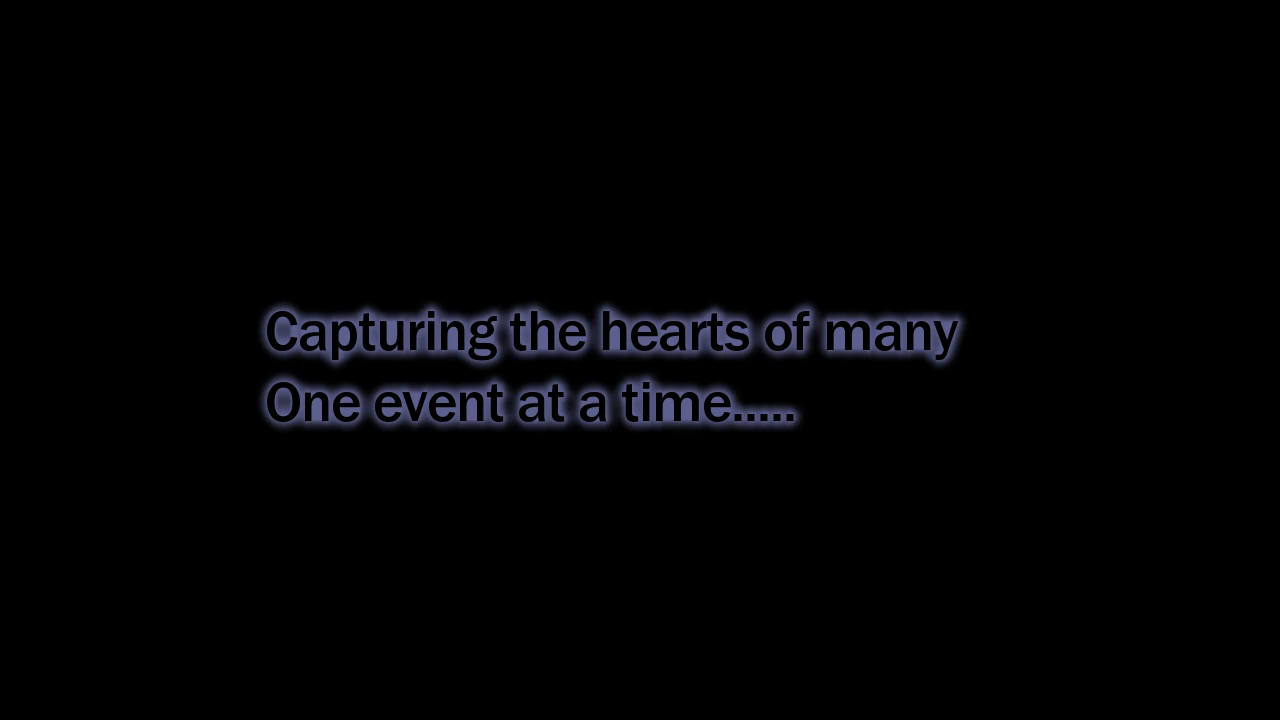 Capturing the hearts of many
One event at a time.....